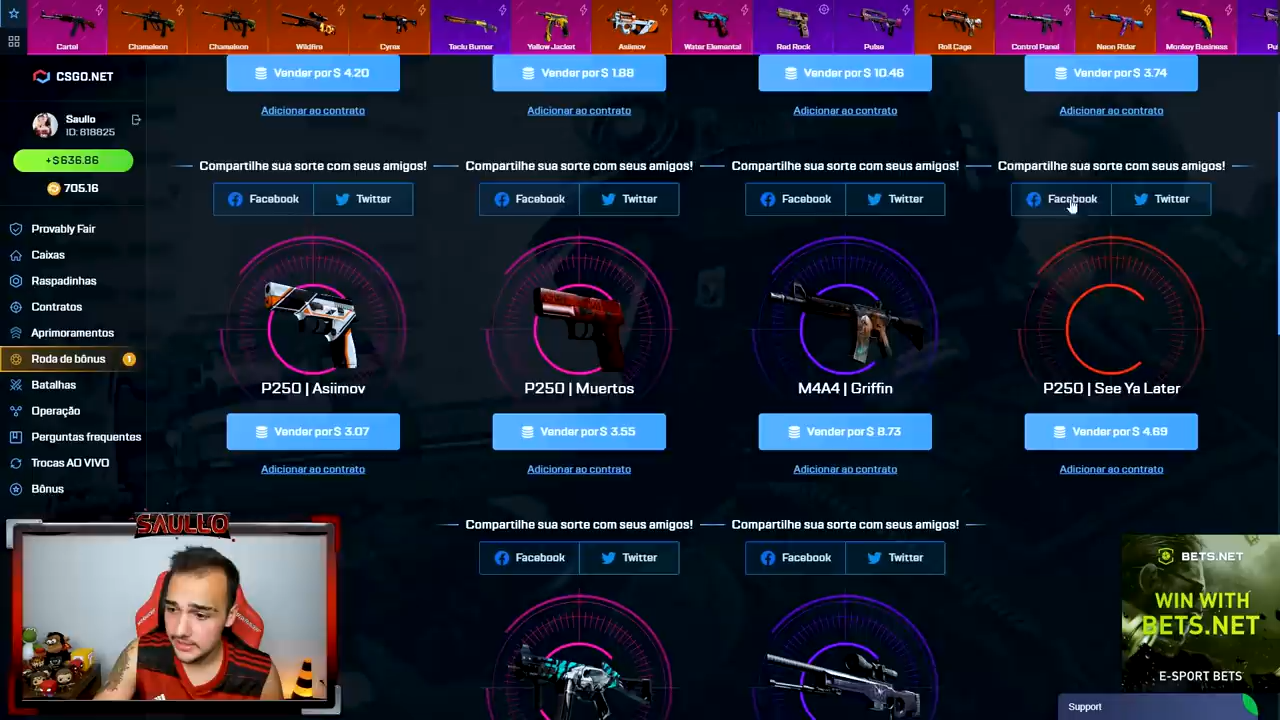 Cartel
Chameleon
Chameleon
Wildfire
Cyrex
Teclu Burner
Yellow Jacket
Asiimov
Water Elemental
Red Rock
Pulse
Roll Cage
Control Panel
Neon Rider
Monkey Business
Pu
CSGO.NET
Saullo
ID: 818825
+$636.86
705.16
Provably Fair
Caixas
Raspadinhas
Contratos
Aprimoramentos
Roda de bônus 1
Batalhas
Operação
Perguntas frequentes
Trocas AO VIVO
Bônus
Vender por $ 4.20
Vender por $ 1.88
Vender por $ 10.46
Vender por $ 3.74
Adicionar ao contrato
Adicionar ao contrato
Adicionar ao contrato
Adicionar ao contrato
Compartilhe sua sorte com seus amigos!
Compartilhe sua sorte com seus amigos!
Compartilhe sua sorte com seus amigos!
Compartilhe sua sorte com seus amigos!
Facebook Twitter
Facebook Twitter
Facebook Twitter
Facebook Twitter
P250 | Asiimov
P250 | Muertos
M4A4 | Griffin
P250 | See Ya Later
Vender por $ 3.07
Vender por $ 3.55
Vender por $ 8.73
Vender por $ 4.69
Adicionar ao contrato
Adicionar ao contrato
Adicionar ao contrato
Adicionar ao contrato
Compartilhe sua sorte com seus amigos!
Compartilhe sua sorte com seus amigos!
Facebook Twitter
Facebook Twitter
SAULLO
BETS.NET
WIN WITH
BETS.NET
E-SPORT BETS
Support